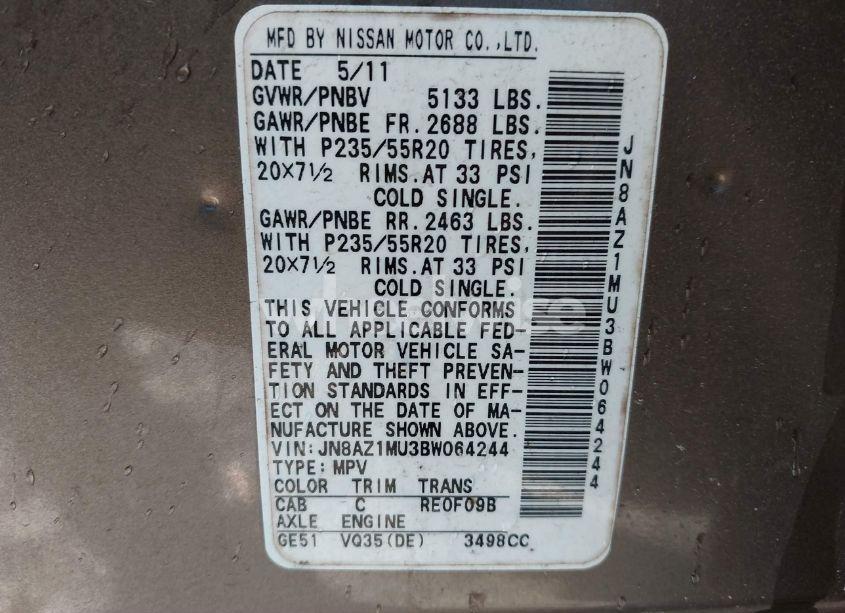 MFD BY NISSAN MOTOR CO.,LTD.
DATE 5/11
GVWR/PNBV 5133 LBS.
GAWR/PNBE FR. 2688 LBS.
WITH P235/55R20 TIRES,
20×7½ RIMS.AT 33 PSI
COLD SINGLE.
GAWR/PNBE RR. 2463 LBS.
WITH P235/55R20 TIRES,
20×7½ RIMS.AT 33 PSI
COLD SINGLE.
THIS VEHICLE CONFORMS
TO ALL APPLICABLE FED-
ERAL MOTOR VEHICLE SA-
FETY AND THEFT PREVEN-
TION STANDARDS IN EFF-
ECT ON THE DATE OF MA-
NUFACTURE SHOWN ABOVE.
VIN:JN8AZ1MU3BW064244
TYPE:MPV
COLOR TRIM TRANS
CAB C RE0F09B
AXLE ENGINE
GE51 VQ35(DE) 3498CC
JN8AZ1MU3BW064244